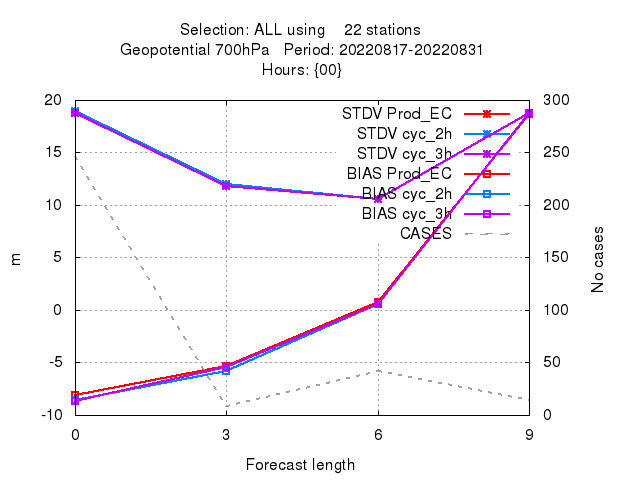 Selection: ALL using 22 stations
Geopotential 700hPa Period: 20220817-20220831
Hours: {00}
20 300
STDV Prod_EC
STDV cyc_2h
15 250
STDV cyc_3h
BIAS Prod_EC
BIAS cyc_2h
10 200
BIAS cyc_3h
CASES
5 150
m
No cases
0 100
-5 50
-10 0
0 3 6 9
Forecast length